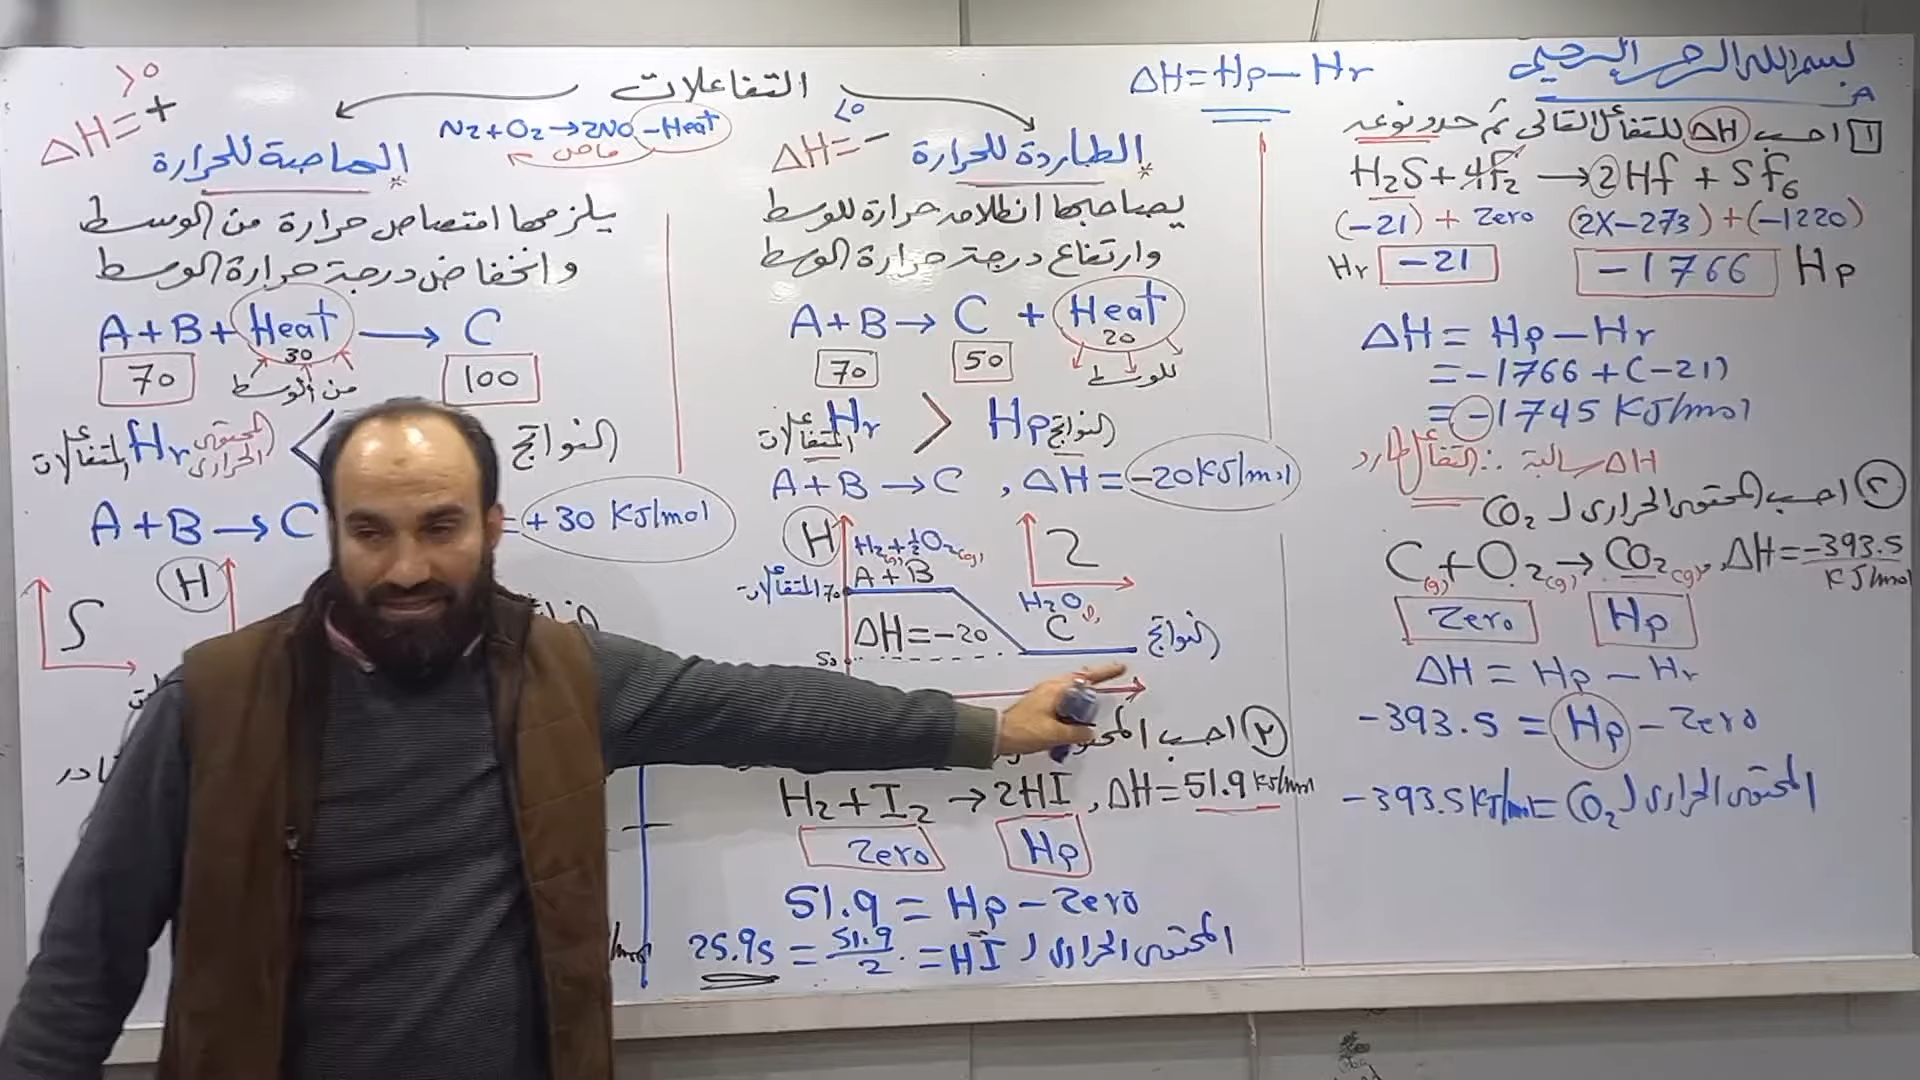 بسم الله الرحمن الرحيم
1 احسب ΔH للتفاعل التالي ثم حدد نوعه
H2S + 4f2 → 2Hf + Sf6
(-21) + Zero (2X-273) + (-1220)
Hr -21 -1766 Hp
ΔH = Hp - Hr
= -1766 + (-21)
= -1745 KJ/mol
ΔH سالبة ∴ التفاعل طارد
٢ احسب المحتوى الحراري لـ CO2
C(g) + O2(g) → CO2(g), ΔH = -393.5 KJ/mol
Zero Hp
ΔH = Hp - Hr
-393.5 = Hp - Zero
المحتوى الحراري لـ CO2 = -393.5 KJ/mol
ΔH = Hp - Hr
التفاعلات
<0
ΔH = -
الطاردة للحرارة
*
يصاحبها انطلاق حرارة للوسط
وارتفاع درجة حرارة الوسط
A + B → C + Heat
70 50 20
للوسط
المتفاعلات Hr > Hp النواتج
A + B → C , ΔH = -20 KJ/mol
H
H2(g) + ½O2(g)
A + B
المتفاعلات 70
H2O(l)
C
ΔH = -20
النواتج
50
احسب
H2 + I2 → 2HI , ΔH = 51.9 KJ/mol
Zero Hp
51.9 = Hp - Zero
المحتوى الحراري لـ HI = 51.9/2 = 25.95
>0
ΔH = +
N2 + O2 → 2NO - Heat
ماص
الماصة للحرارة
*
يلزمها امتصاص حرارة من الوسط
وانخفاض درجة حرارة الوسط
A + B + Heat → C
70 30 100
من الوسط
المتفاعلات Hr المحتوى الحراري < النواتج
A + B → C = +30 KJ/mol
H